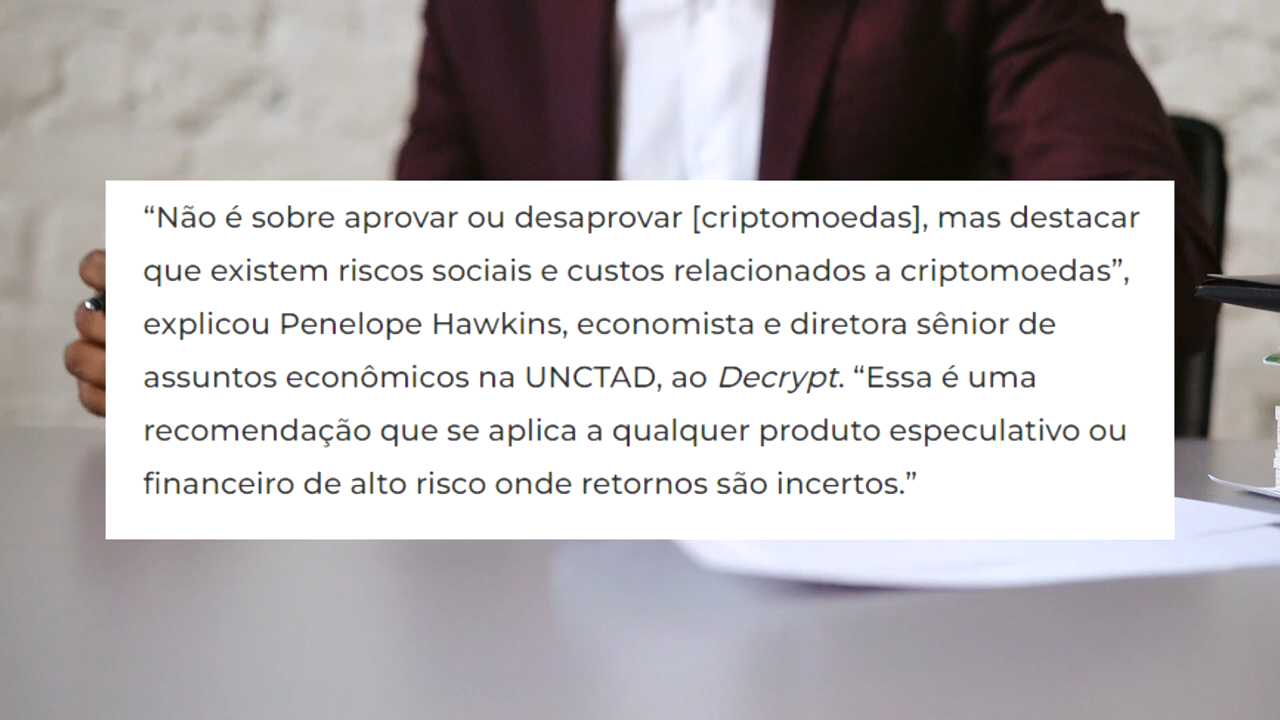 “Não é sobre aprovar ou desaprovar [criptomoedas], mas destacar
que existem riscos sociais e custos relacionados a criptomoedas”,
explicou Penelope Hawkins, economista e diretora sênior de
assuntos econômicos na UNCTAD, ao Decrypt. “Essa é uma
recomendação que se aplica a qualquer produto especulativo ou
financeiro de alto risco onde retornos são incertos.”